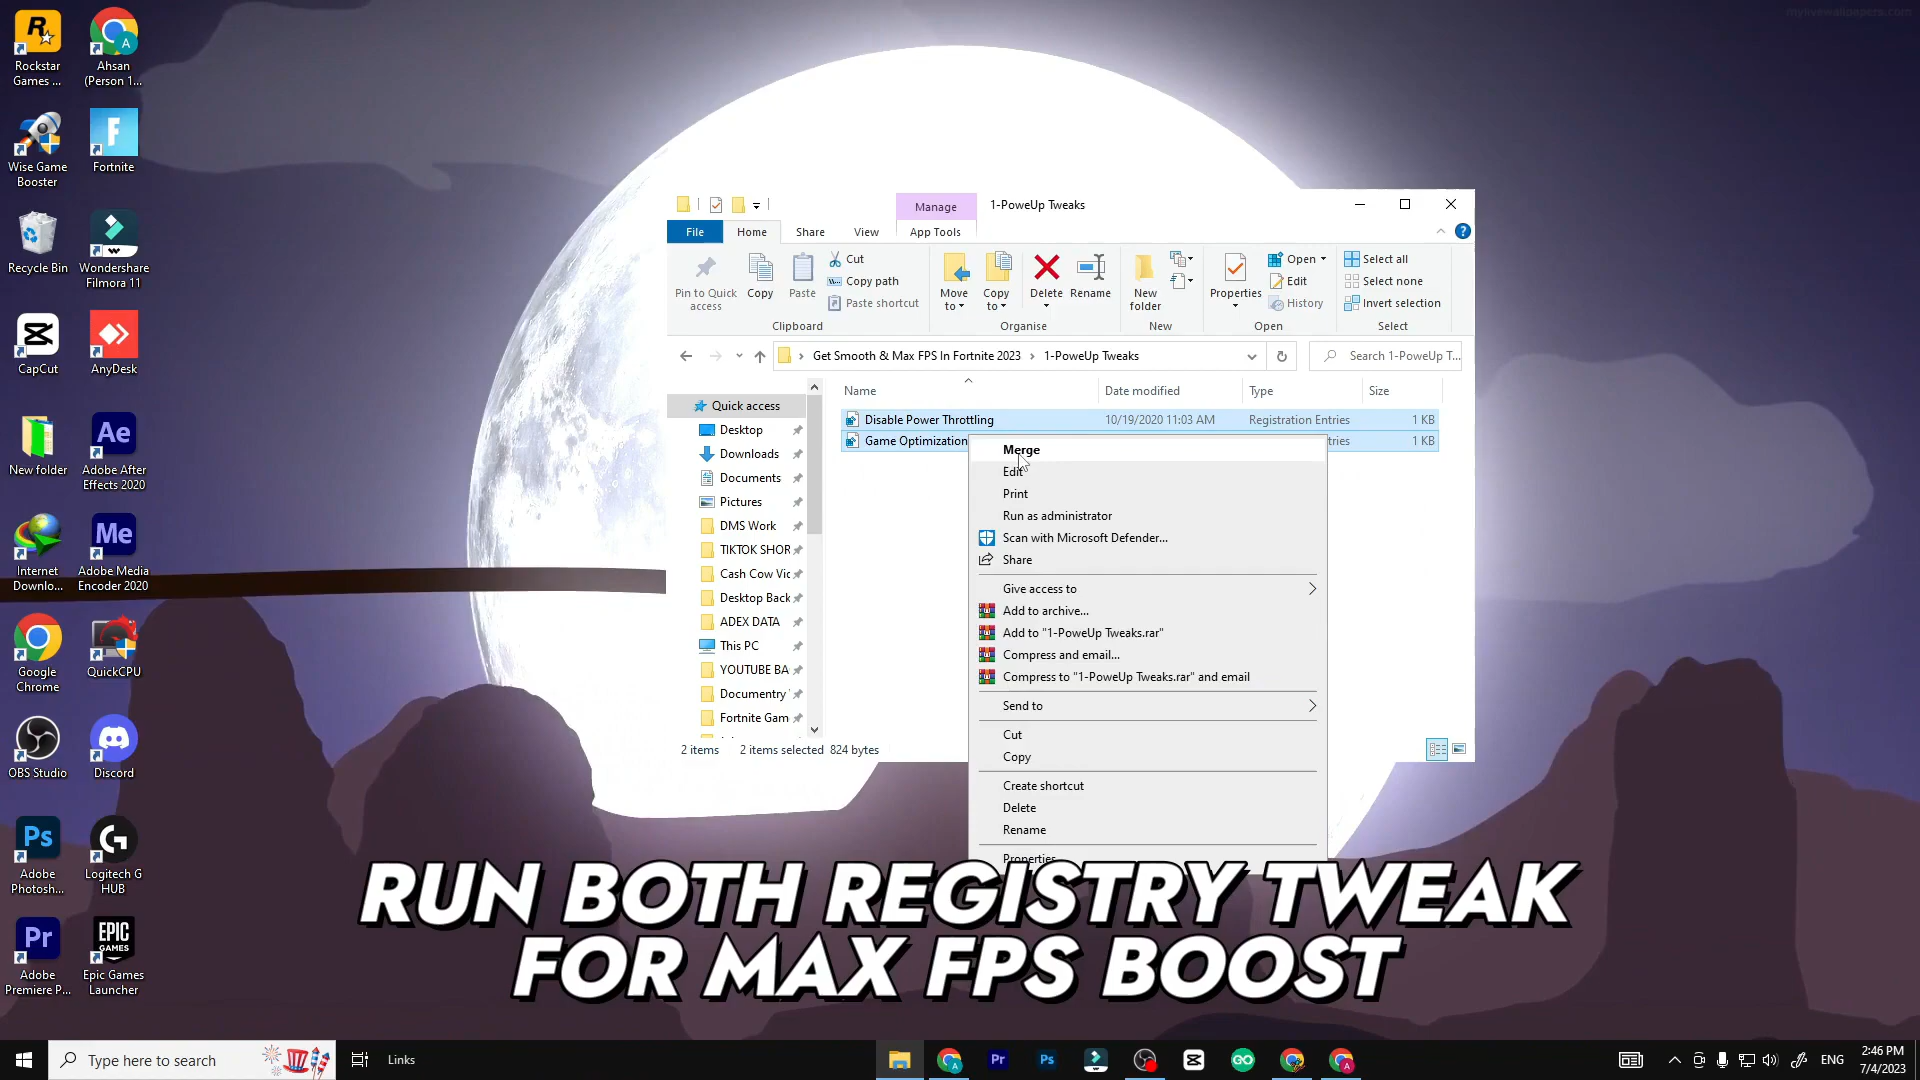 mylivewallpapers.com
Rockstar
Games ...
Ahsan
(Person 1...
Wise Game
Booster
Fortnite
Recycle Bin
Wondershare
Filmora 11
CapCut
AnyDesk
New folder
Adobe After
Effects 2020
Internet
Downlo...
Adobe Media
Encoder 2020
Google
Chrome
QuickCPU
OBS Studio
Discord
Adobe
Photosh...
Logitech G
HUB
Adobe
Premiere P...
Epic Games
Launcher
Manage
1-PoweUp Tweaks
File
Home
Share
View
App Tools
Pin to Quick
access
Copy
Paste
Cut
Copy path
Paste shortcut
Clipboard
Move
to
Copy
to
Delete
Rename
Organise
New
folder
New
Properties
Open
Edit
History
Open
Select all
Select none
Invert selection
Select
Get Smooth & Max FPS In Fortnite 2023 > 1-PoweUp Tweaks
Search 1-PoweUp T...
Name
Date modified
Type
Size
Disable Power Throttling
10/19/2020 11:03 AM
Registration Entries
1 KB
Game Optimization
tries
1 KB
Quick access
Desktop
Downloads
Documents
Pictures
DMS Work
TIKTOK SHOR
Cash Cow Vic
Desktop Back
ADEX DATA
This PC
YOUTUBE BA
Documentry
Fortnite Gam
2 items
2 items selected 824 bytes
Merge
Edit
Print
Run as administrator
Scan with Microsoft Defender...
Share
Give access to
Add to archive...
Add to "1-PoweUp Tweaks.rar"
Compress and email...
Compress to "1-PoweUp Tweaks.rar" and email
Send to
Cut
Copy
Create shortcut
Delete
Rename
Properties
RUN BOTH REGISTRY TWEAK
FOR MAX FPS BOOST
Type here to search
Links
ENG
2:46 PM
7/4/2023